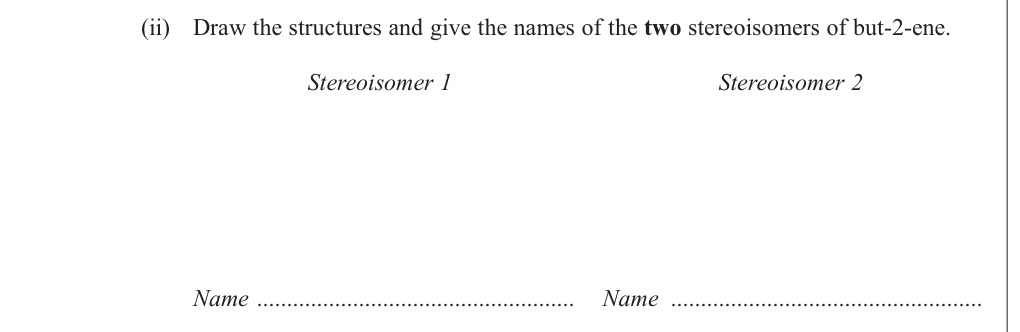 (ii) Draw the structures and give the names of the two stereoisomers of but-2-ene.
Stereoisomer 1 Stereoisomer 2
Name ..................................................... Name ....................................................